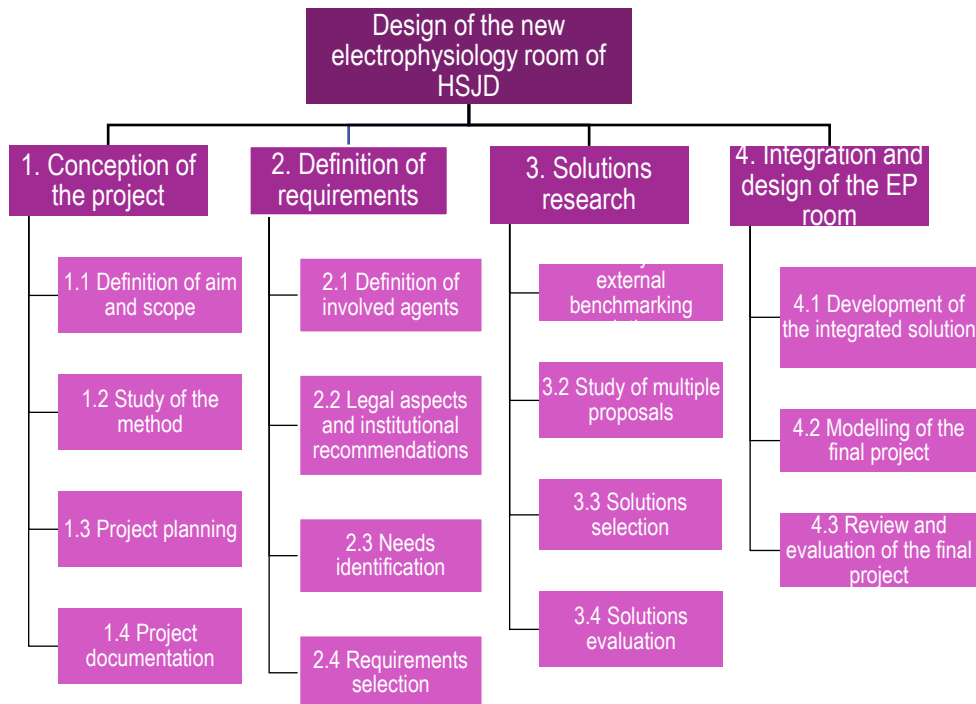 Design of the new
electrophysiology room of
HSJD
1. Conception of
the project
2. Definition of
requirements
3. Solutions
research
4. Integration and
design of the EP
room
1.1 Definition of aim
and scope
1.2 Study of the
method
1.3 Project planning
1.4 Project
documentation
2.1 Definition of
involved agents
2.2 Legal aspects
and institutional
recommendations
2.3 Needs
identification
2.4 Requirements
selection
external
benchmarking
3.2 Study of multiple
proposals
3.3 Solutions
selection
3.4 Solutions
evaluation
4.1 Development of
the integrated solution
4.2 Modelling of the
final project
4.3 Review and
evaluation of the final
project